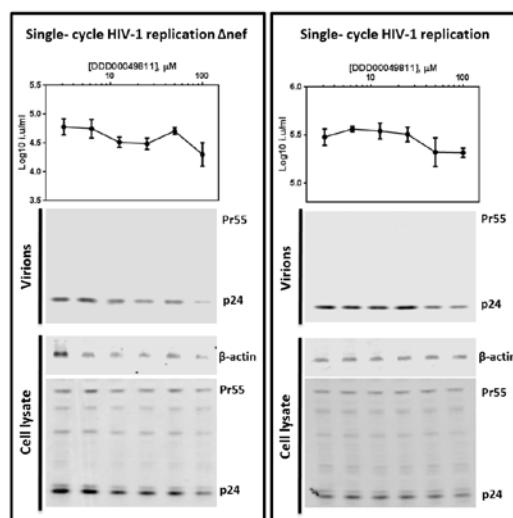 Single- cycle HIV-1 replication Δnef
[DDD00049811], μM
10 100
5.0
4.5
4.0
3.5
Log10 i.u/ml
Virions
Pr55
p24
β-actin
Cell lysate
Pr55
p24
Single- cycle HIV-1 replication
[DDD00049811], μM
10 100
6.0
5.5
5.0
Log10 i.u/ml
Virions
Pr55
p24
β-actin
Cell lysate
Pr55
p24